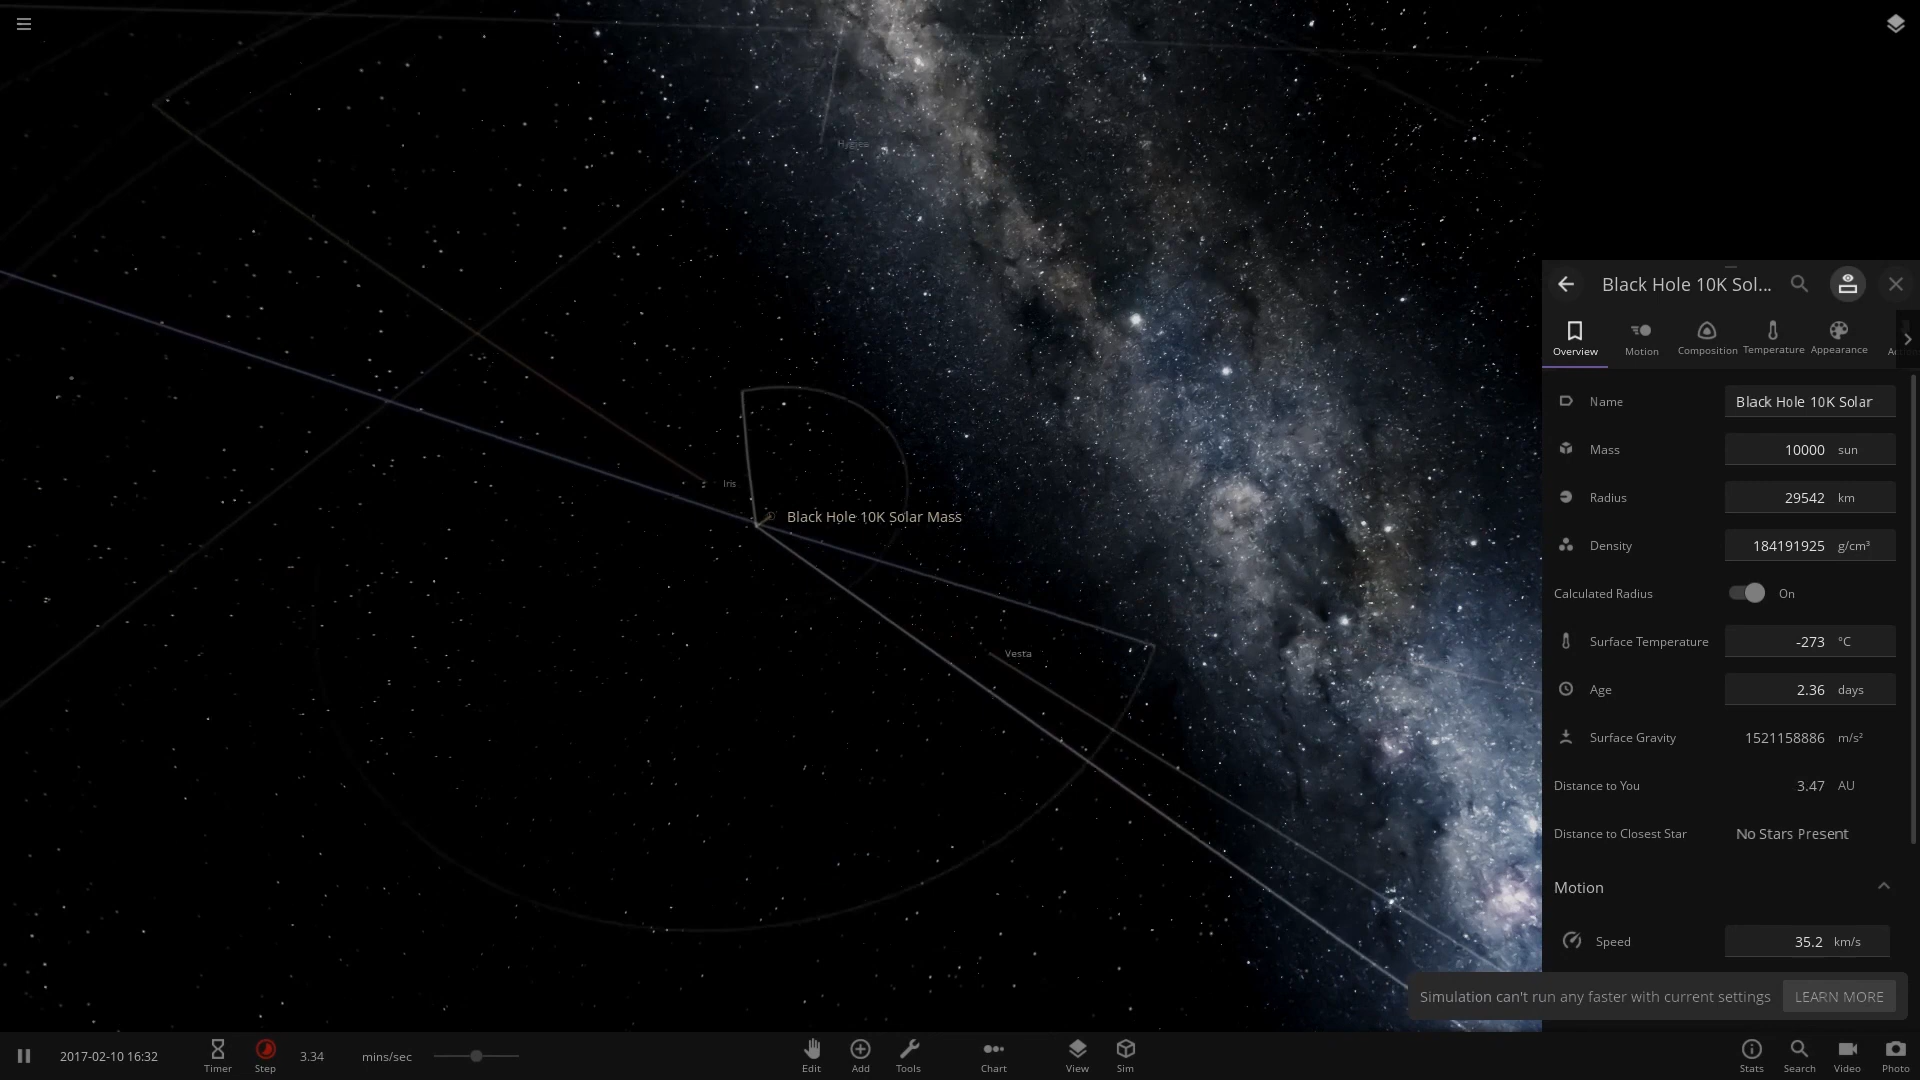 Hygiea
Iris
Black Hole 10K Solar Mass
Vesta
Black Hole 10K Sol...
Overview
Motion
Composition
Temperature
Appearance
Name
Black Hole 10K Solar
Mass
10000 sun
Radius
29542 km
Density
184191925 g/cm³
Calculated Radius
On
Surface Temperature
-273 °C
Age
2.36 days
Surface Gravity
1521158886 m/s²
Distance to You
3.47 AU
Distance to Closest Star
No Stars Present
Motion
Speed
35.2 km/s
Simulation can't run any faster with current settings
LEARN MORE
2017-02-10 16:32
Timer
Step
3.34 mins/sec
Edit
Add
Tools
Chart
View
Sim
Stats
Search
Video
Photo